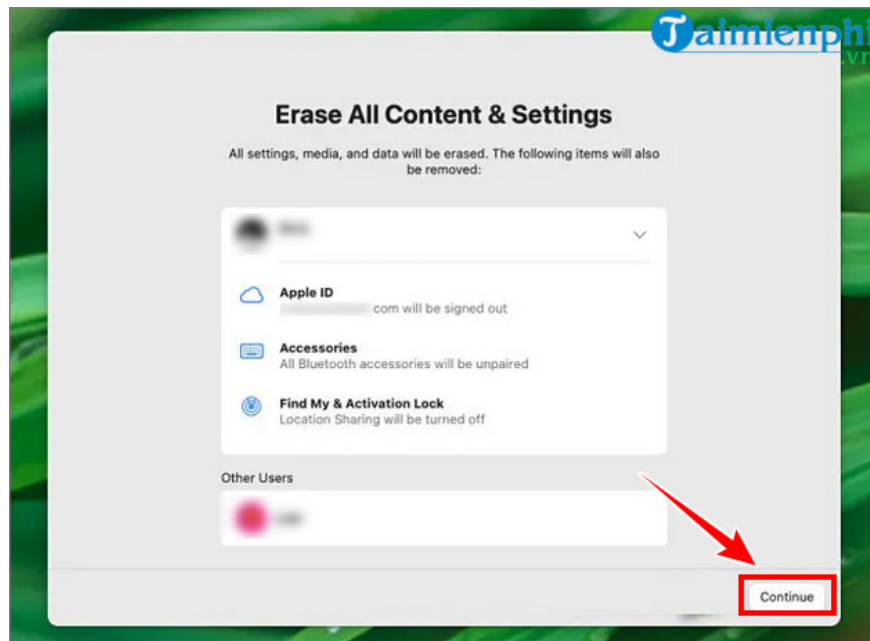 Taimienphi
.vn
Erase All Content & Settings
All settings, media, and data will be erased. The following items will also
be removed:
Apple ID
com will be signed out
Accessories
All Bluetooth accessories will be unpaired
Find My & Activation Lock
Location Sharing will be turned off
Other Users
Continue